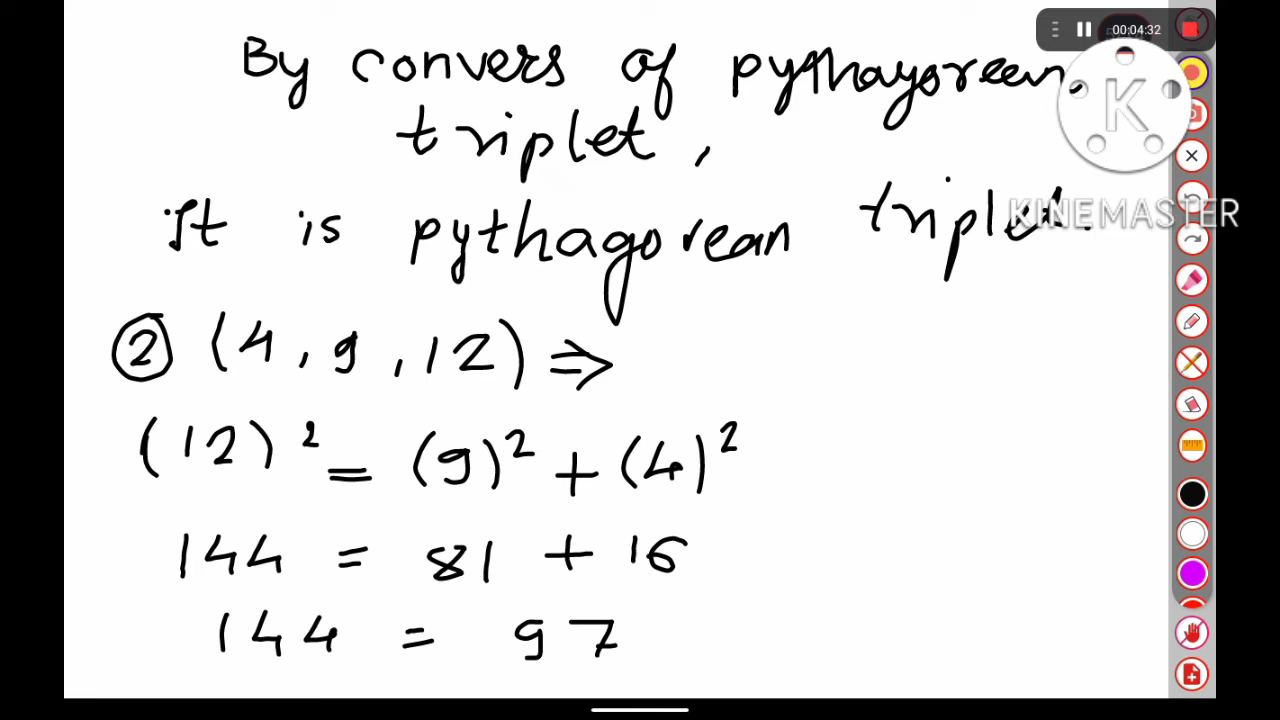 00:04:32
By convers of pythagorean
triplet,
K
KINEMASTER
It is pythagorean triplet.
② (4, 9, 12) ⇒
(12)² = (9)² + (4)²
144 = 81 + 16
144 = 97